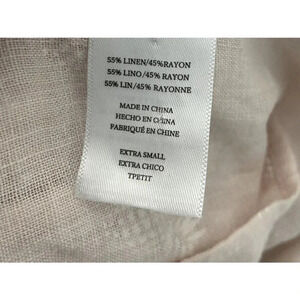 55% LINEN/45%RAYON
55% LINO/45% RAYON
55% LIN/45% RAYONNE
MADE IN CHINA
HECHO EN CHINA
FABRIQUÉ EN CHINE
EXTRA SMALL
EXTRA CHICO
TPETIT